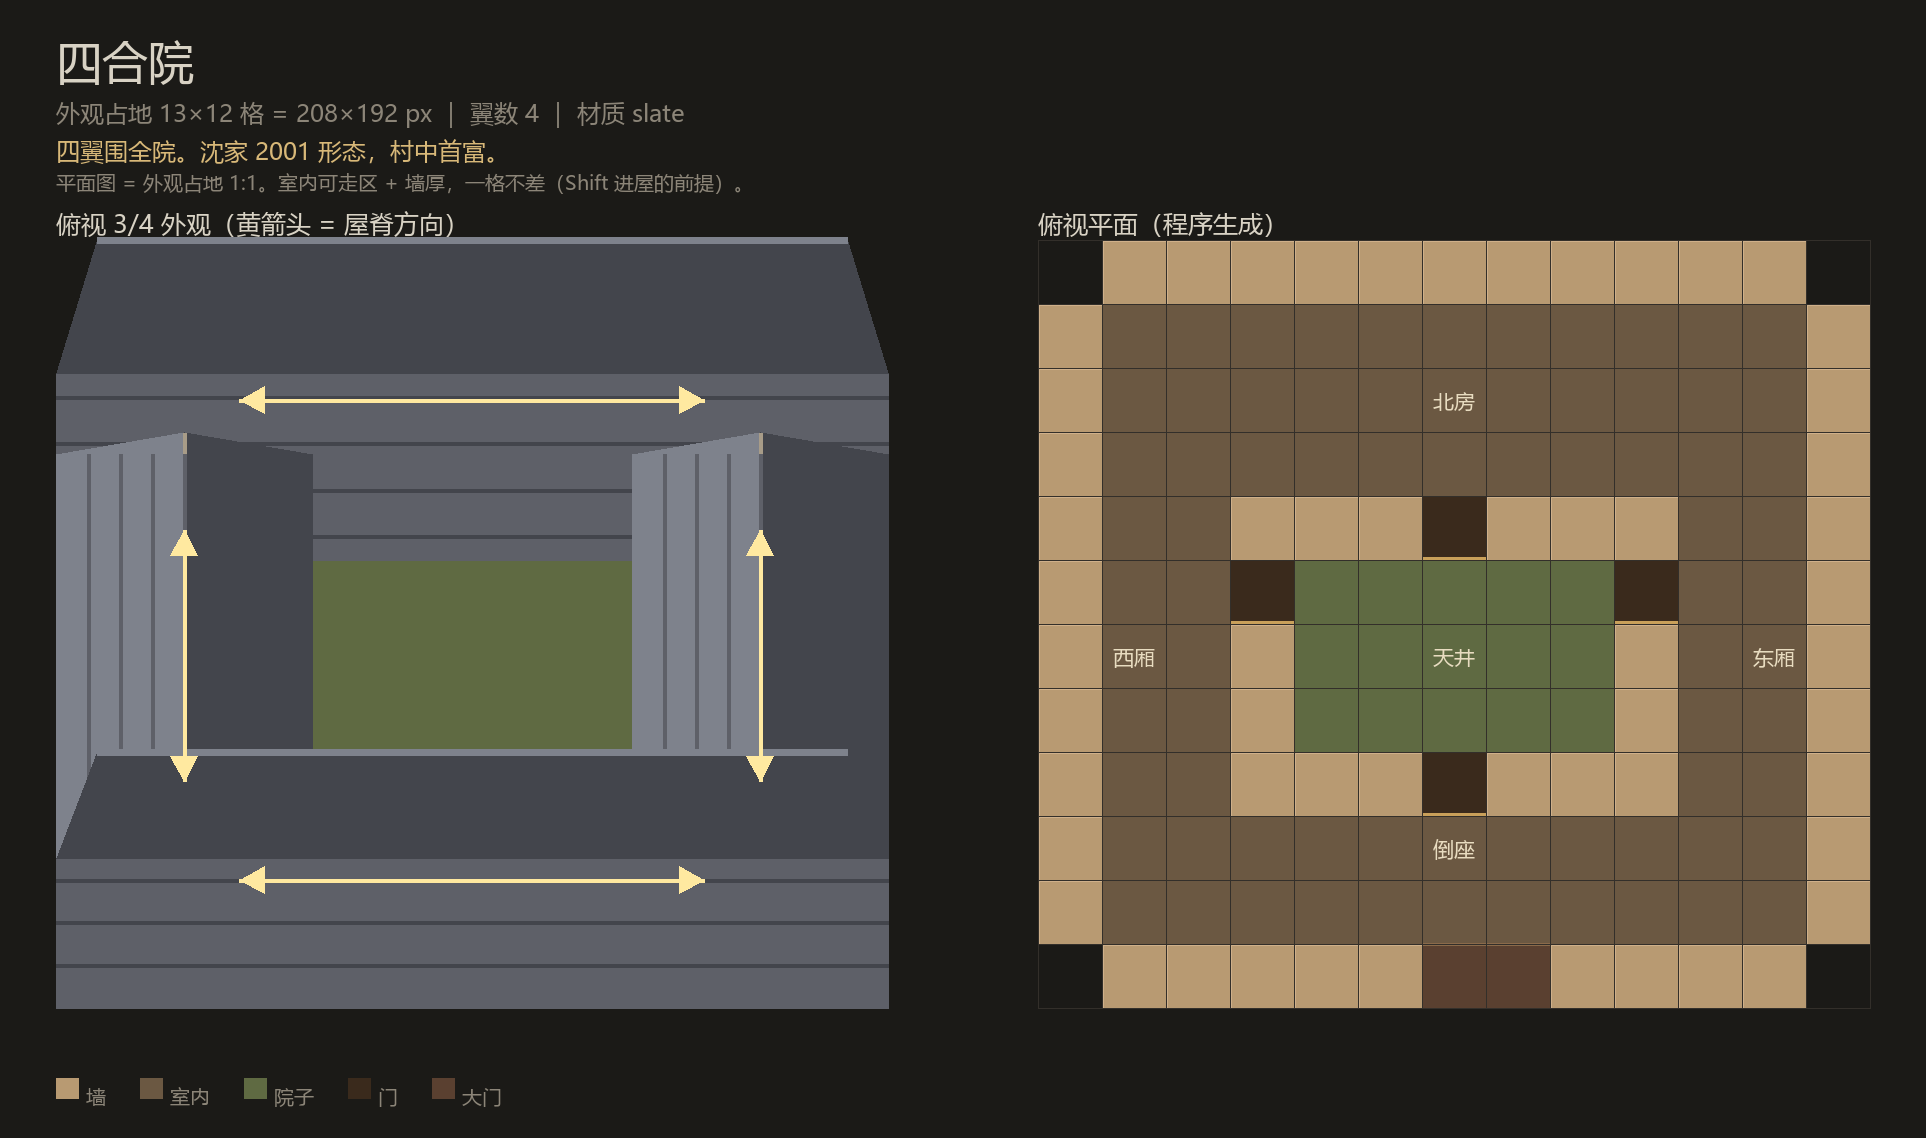 四合院
外观占地 13×12 格 = 208×192 px ｜ 翼数 4 ｜ 材质 slate
四翼围全院。沈家 2001 形态，村中首富。
平面图 = 外观占地 1:1。室内可走区 + 墙厚，一格不差（Shift 进屋的前提）。
俯视 3/4 外观（黄箭头 = 屋脊方向）
俯视平面（程序生成）
北房
西厢
天井
东厢
倒座
墙
室内
院子
门
大门